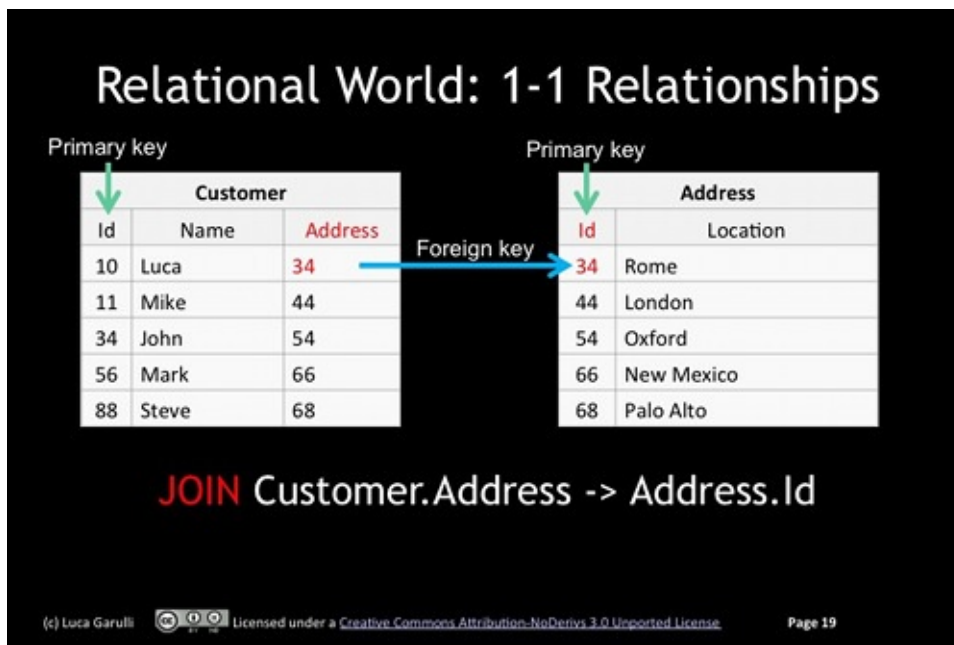 Relational World: 1-1 Relationships
Primary key
Primary key
Customer
Id Name Address
10 Luca 34
11 Mike 44
34 John 54
56 Mark 66
88 Steve 68
Foreign key
Address
Id Location
34 Rome
44 London
54 Oxford
66 New Mexico
68 Palo Alto
JOIN Customer.Address -> Address.Id
(c) Luca Garulli Licensed under a Creative Commons Attribution-NoDerivs 3.0 Unported License Page 19